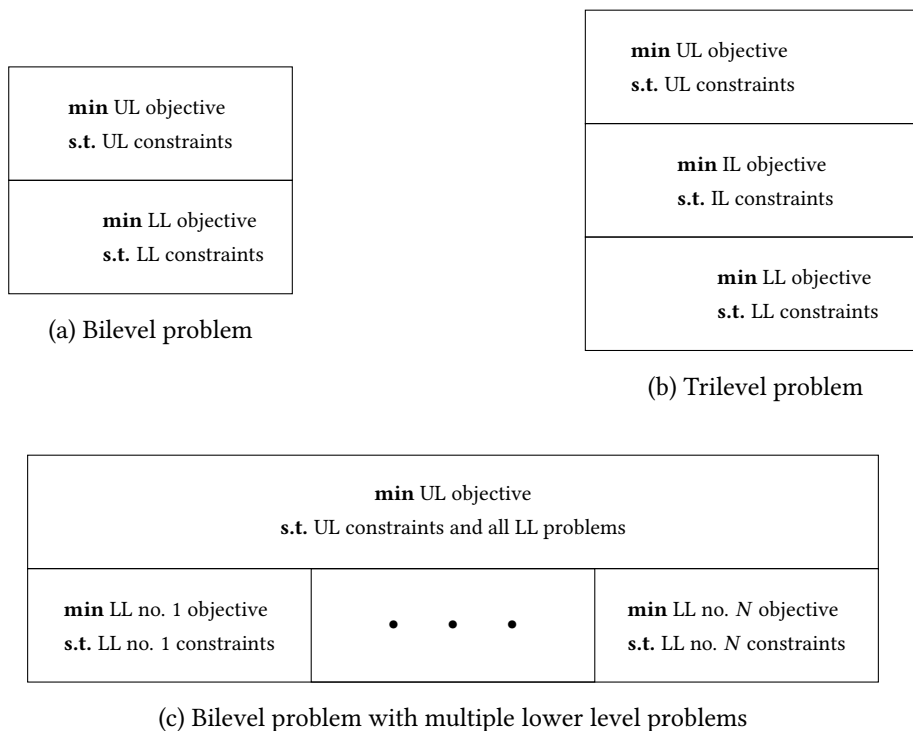 min UL objective
s.t. UL constraints
min LL objective
s.t. LL constraints
(a) Bilevel problem
min UL objective
s.t. UL constraints
min IL objective
s.t. IL constraints
min LL objective
s.t. LL constraints
(b) Trilevel problem
min UL objective
s.t. UL constraints and all LL problems
min LL no. 1 objective
s.t. LL no. 1 constraints
• • •
min LL no. N objective
s.t. LL no. N constraints
(c) Bilevel problem with multiple lower level problems